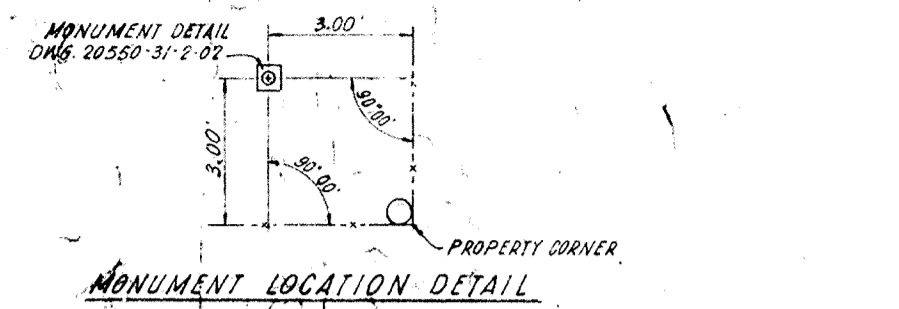 MONUMENT DETAIL
DWG. 20550-31-2-02
3.00'
90°00'
3.00'
90°00'
PROPERTY CORNER
MONUMENT LOCATION DETAIL